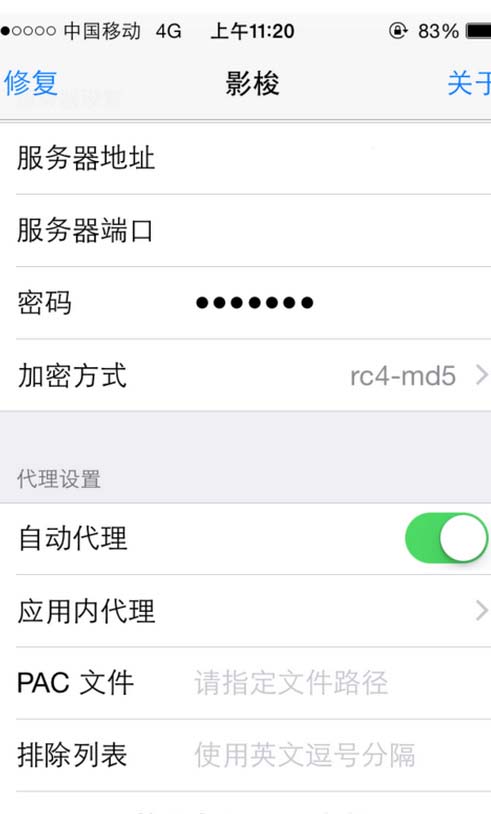 中国移动 4G 上午11:20 83%
修复 影梭 关于
服务器地址
服务器端口
密码 •••••••
加密方式 rc4-md5
代理设置
自动代理
应用内代理
PAC 文件 请指定文件路径
排除列表 使用英文逗号分隔